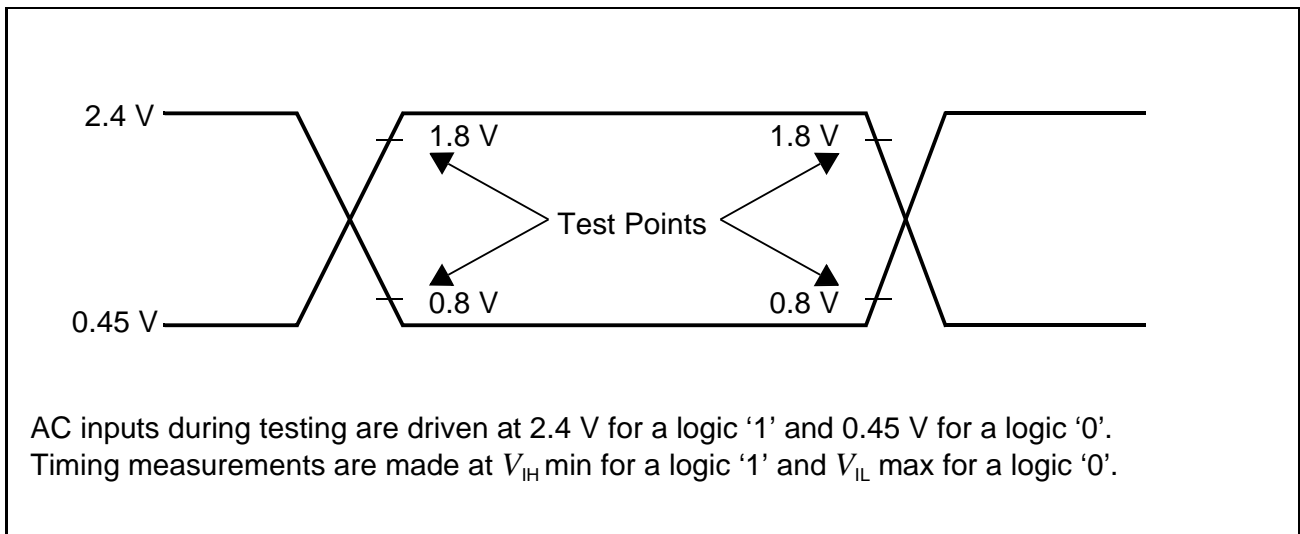 2.4 V
1.8 V
1.8 V
Test Points
0.8 V
0.8 V
0.45 V
AC inputs during testing are driven at 2.4 V for a logic ‘1’ and 0.45 V for a logic ‘0’.
Timing measurements are made at VIH min for a logic ‘1’ and VIL max for a logic ‘0’.